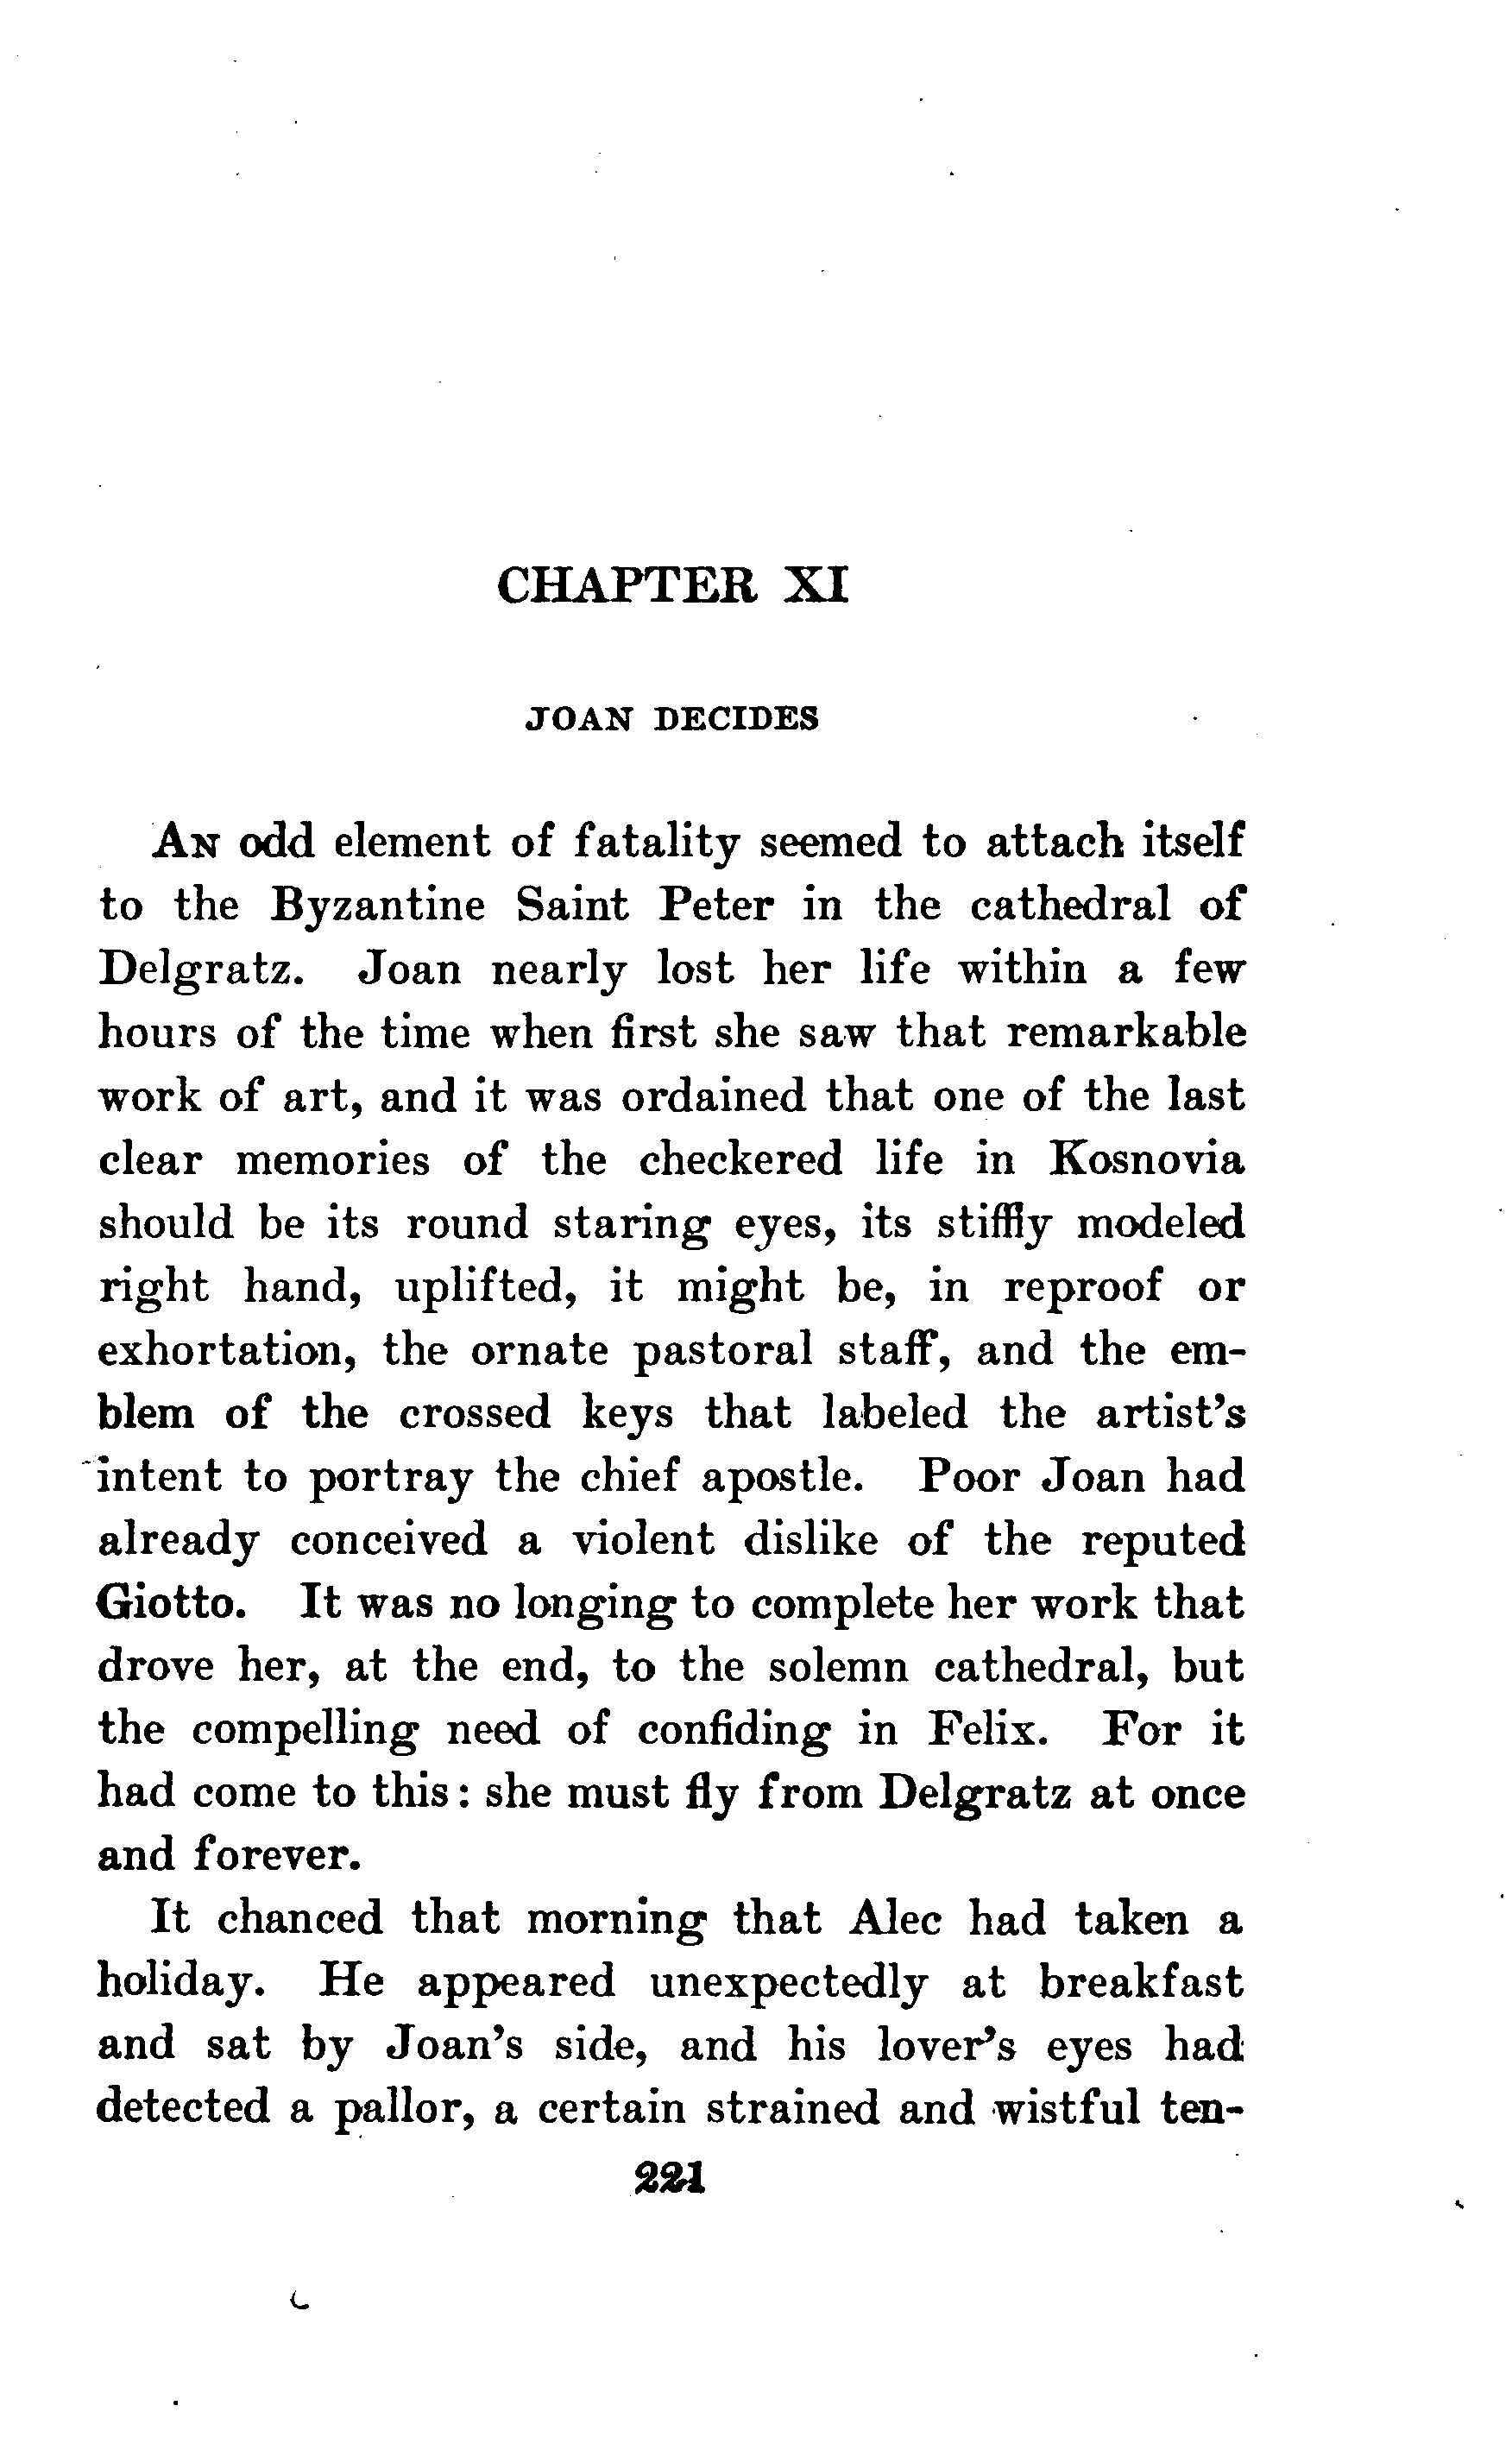 CHAPTER XI
JOAN DECIDES
An odd element of fatality seemed to attach itself
to the Byzantine Saint Peter in the cathedral of
Delgratz. Joan nearly lost her life within a few
hours of the time when first she saw that remarkable
work of art, and it was ordained that one of the last
clear memories of the checkered life in Kosnovia
should be its round staring eyes, its stiffly modeled
right hand, uplifted, it might be, in reproof or
exhortation, the ornate pastoral staff, and the em-
blem of the crossed keys that labeled the artist's
intent to portray the chief apostle. Poor Joan had
already conceived a violent dislike of the reputed
Giotto. It was no longing to complete her work that
drove her, at the end, to the solemn cathedral, but
the compelling need of confiding in Felix. For it
had come to this: she must fly from Delgratz at once
and forever.
It chanced that morning that Alec had taken a
holiday. He appeared unexpectedly at breakfast
and sat by Joan's side, and his lover's eyes had
detected a pallor, a certain strained and wistful ten-
221